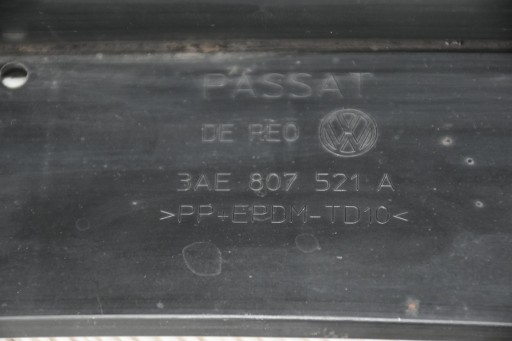 PASSAT
DE REO
3AE 807 521 A
>PP+EPDM-TD10<